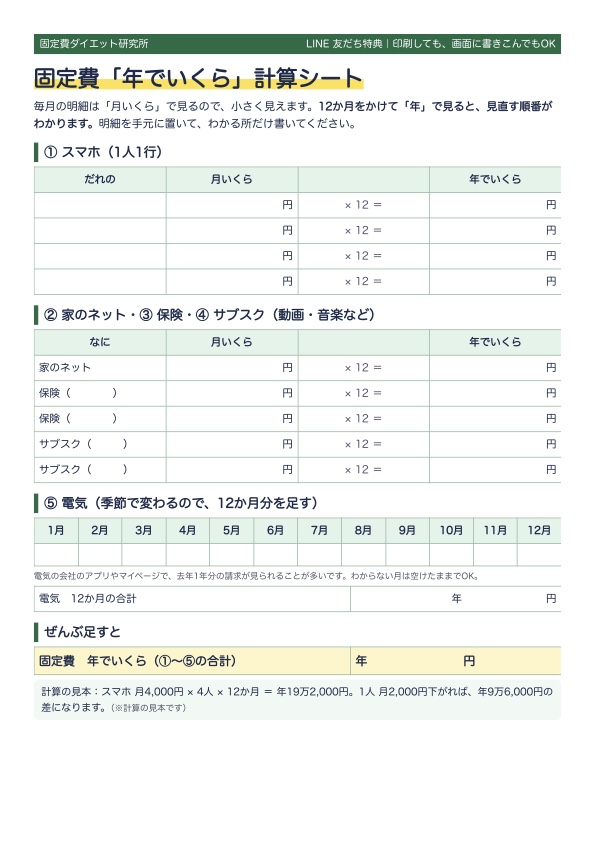 固定費ダイエット研究所 LINE 友だち特典｜印刷しても、画面に書きこんでもOK
固定費「年でいくら」計算シート
毎月の明細は「月いくら」で見るので、小さく見えます。12か月をかけて「年」で見ると、見直す順番が
わかります。明細を手元に置いて、わかる所だけ書いてください。
① スマホ（1人1行）
だれの 月いくら 年でいくら
円 × 12 ＝ 円
円 × 12 ＝ 円
円 × 12 ＝ 円
円 × 12 ＝ 円
② 家のネット・③ 保険・④ サブスク（動画・音楽など）
なに 月いくら 年でいくら
家のネット 円 × 12 ＝ 円
保険（　　　　） 円 × 12 ＝ 円
保険（　　　　） 円 × 12 ＝ 円
サブスク（　　　） 円 × 12 ＝ 円
サブスク（　　　） 円 × 12 ＝ 円
⑤ 電気（季節で変わるので、12か月分を足す）
1月 2月 3月 4月 5月 6月 7月 8月 9月 10月 11月 12月
電気の会社のアプリやマイページで、去年1年分の請求が見られることが多いです。わからない月は空けたままでOK。
電気　12か月の合計 年 円
ぜんぶ足すと
固定費　年でいくら（①〜⑤の合計） 年 円
計算の見本：スマホ 月4,000円 × 4人 × 12か月 ＝ 年19万2,000円。1人 月2,000円下がれば、年9万6,000円の
差になります。（※計算の見本です）